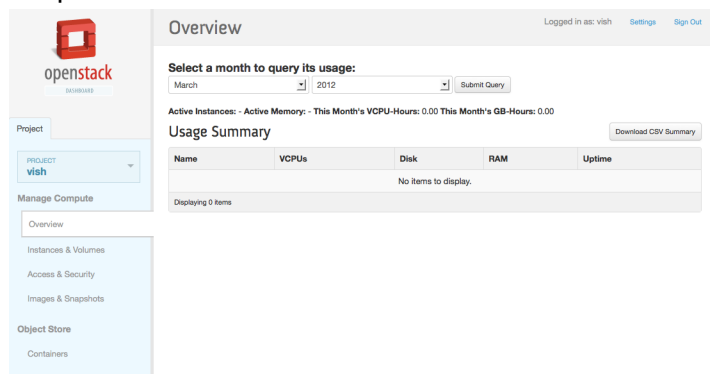 openstack
DASHBOARD
Project
PROJECT
vish
Manage Compute
Overview
Instances & Volumes
Access & Security
Images & Snapshots
Object Store
Containers
Overview
Logged in as: vish Settings Sign Out
Select a month to query its usage:
March 2012 Submit Query
Active Instances: - Active Memory: - This Month's VCPU-Hours: 0.00 This Month's GB-Hours: 0.00
Usage Summary Download CSV Summary
Name VCPUs Disk RAM Uptime
No items to display.
Displaying 0 items